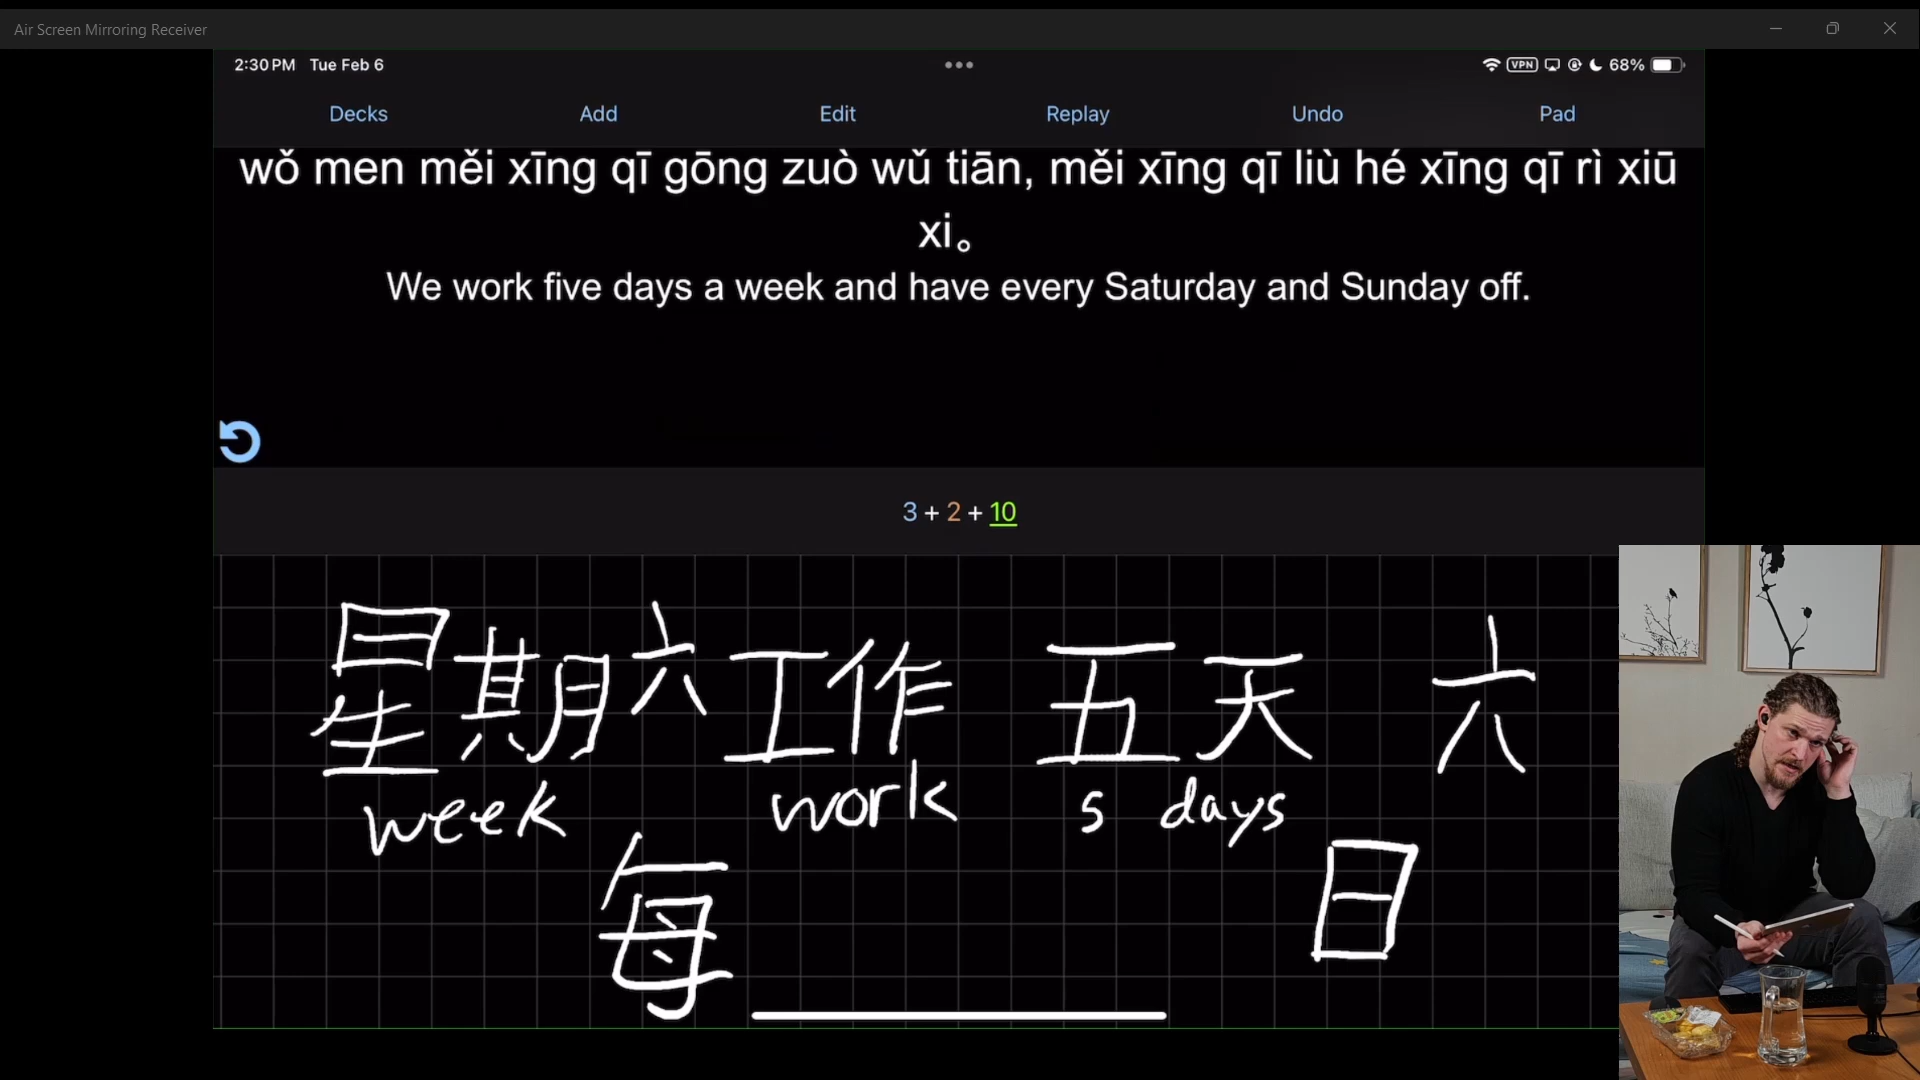 Air Screen Mirroring Receiver
2:30 PM Tue Feb 6
VPN 68%
Decks Add Edit Replay Undo Pad
wǒ men měi xīng qī gōng zuò wǔ tiān, měi xīng qī liù hé xīng qī rì xiū
xi。
We work five days a week and have every Saturday and Sunday off.
3 + 2 + 10
星期六工作 五天 六
week work 5 days
每 日